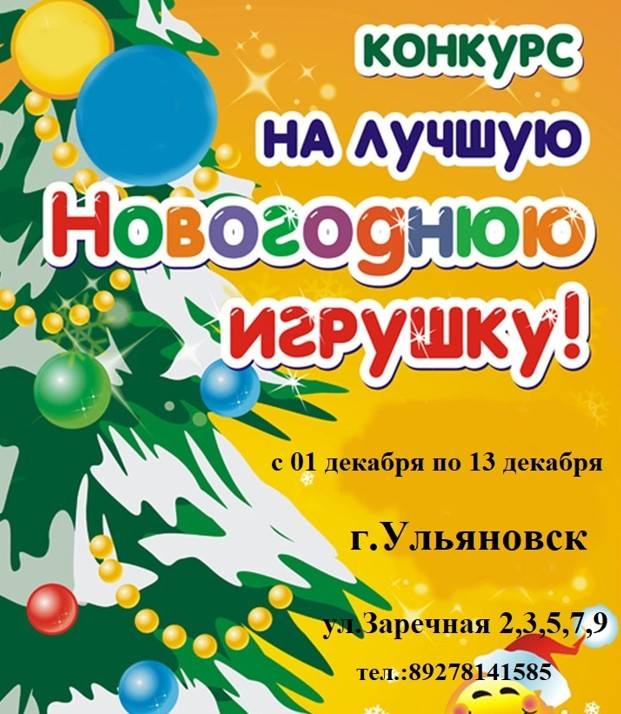 КОНКУРС
НА ЛУЧШУЮ
НОВОГОДНЮЮ
ИГРУШКУ!
с 01 декабря по 13 декабря
г.Ульяновск
ул.Заречная 2,3,5,7,9
тел.:89278141585